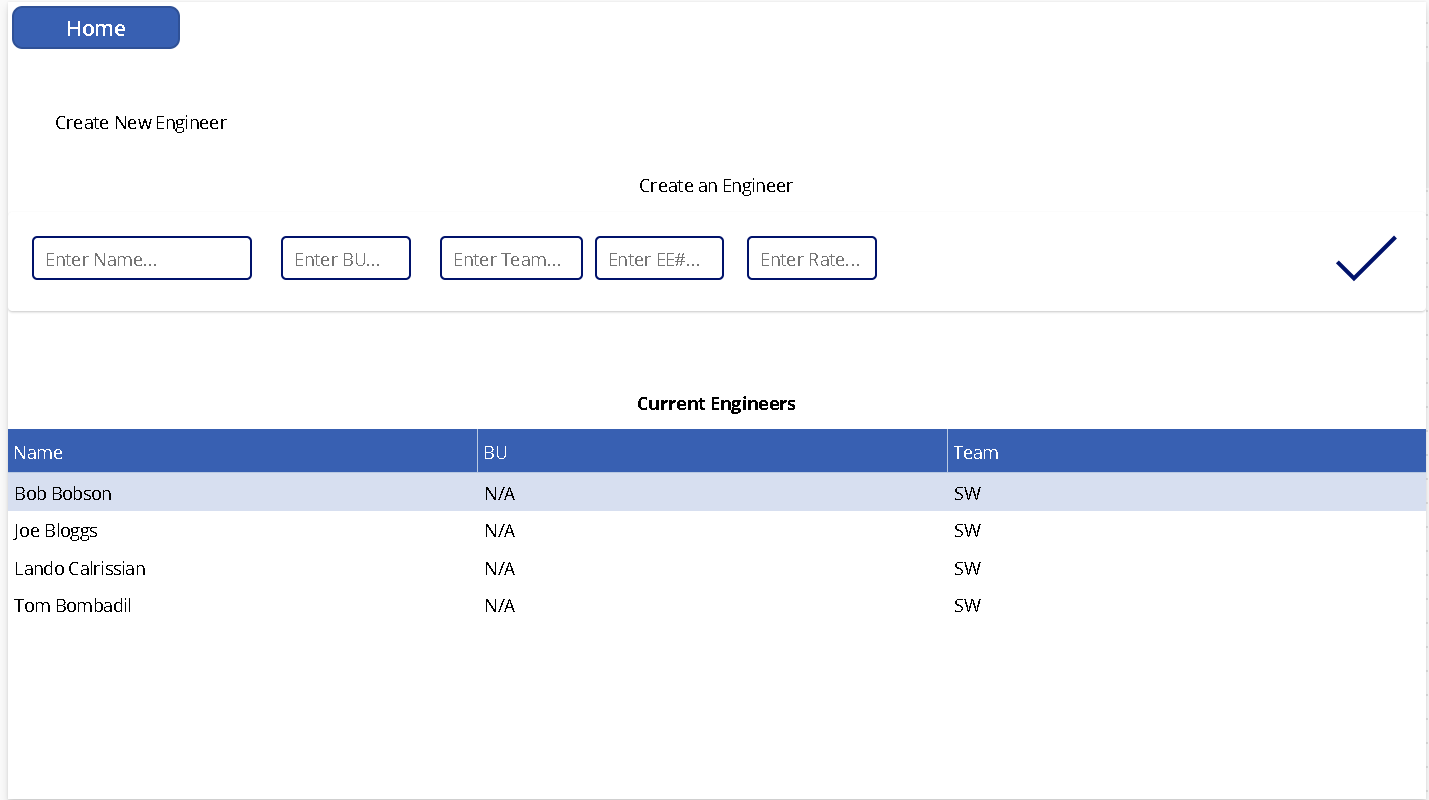 Home
Create New Engineer
Create an Engineer
Enter Name... Enter BU... Enter Team... Enter EE#... Enter Rate...
Current Engineers
Name BU Team
Bob Bobson N/A SW
Joe Bloggs N/A SW
Lando Calrissian N/A SW
Tom Bombadil N/A SW